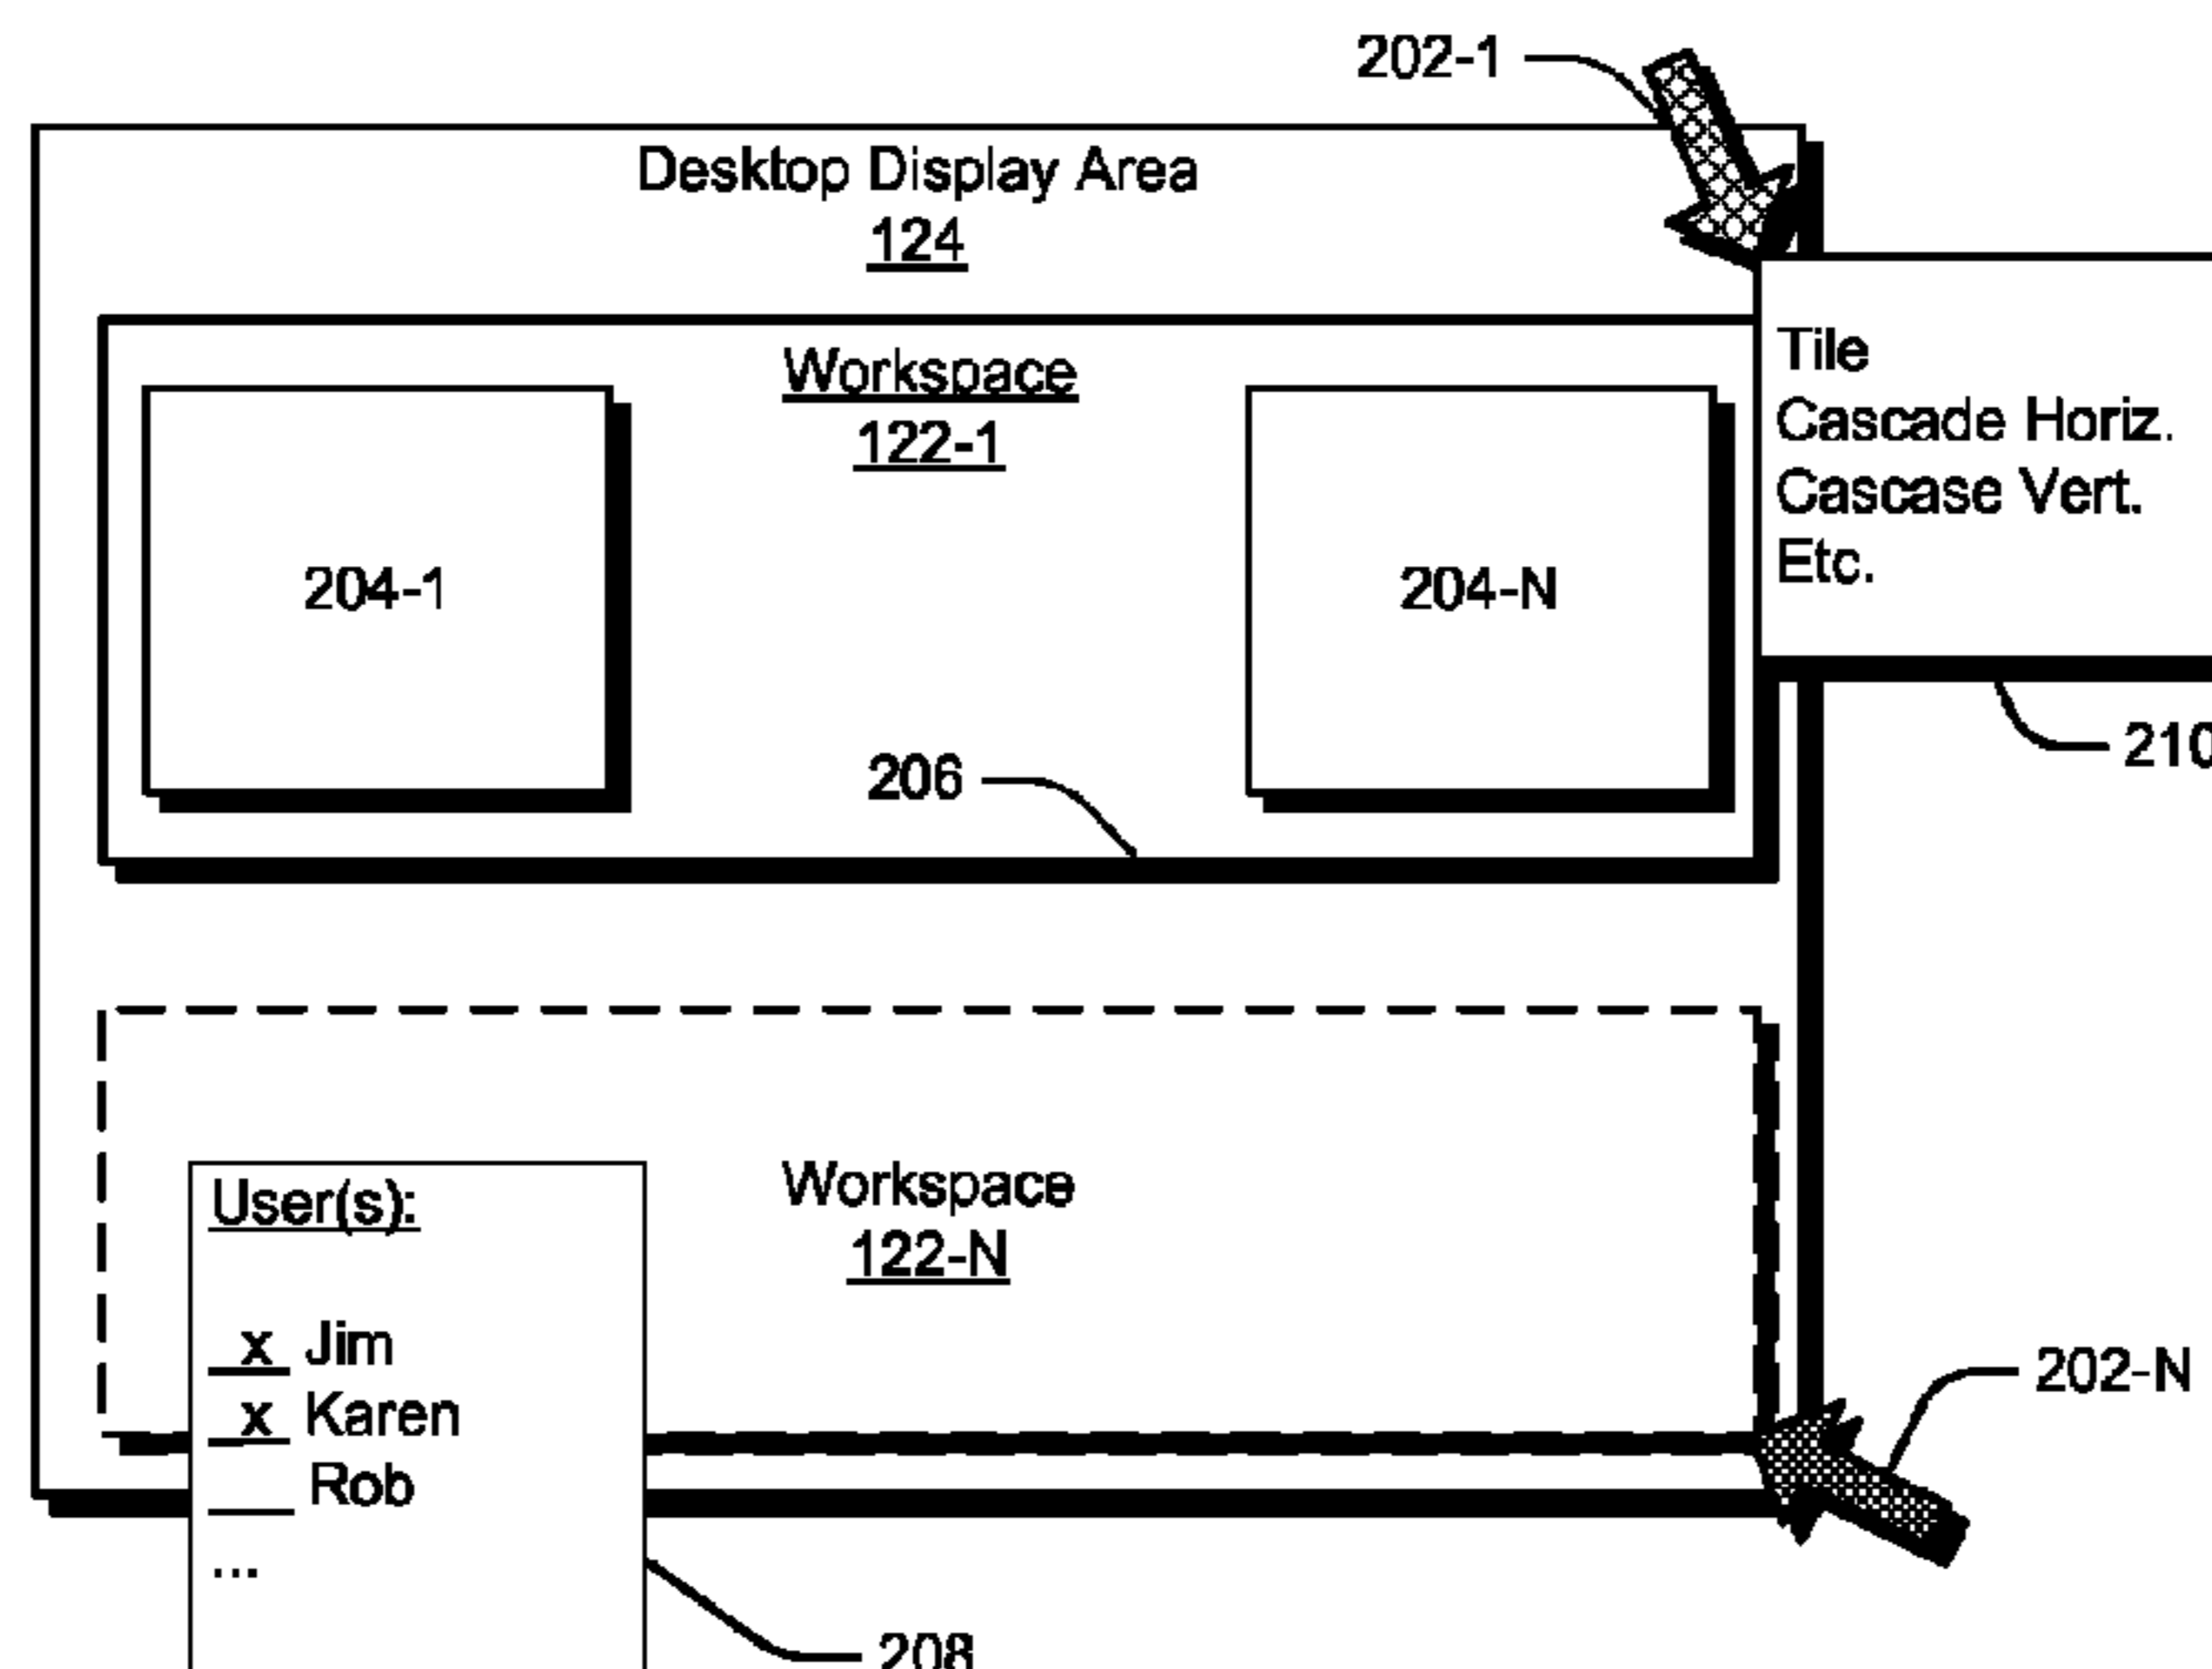 202-1
Desktop Display Area
124
Workspace
122-1
Tile
Cascade Horiz.
Cascase Vert.
Etc.
204-1
204-N
210
206
Workspace
122-N
User(s):
x Jim
x Karen
Rob
...
202-N
208